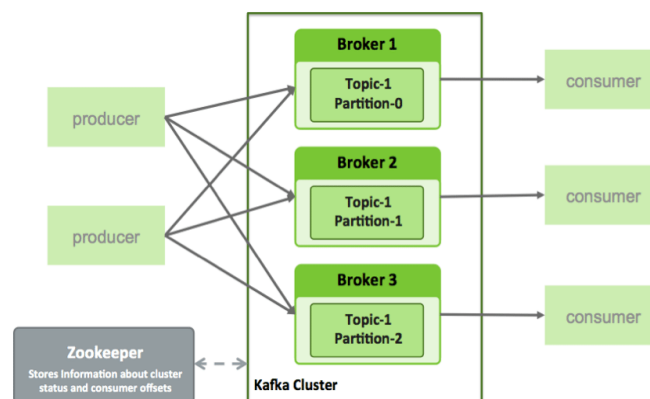 Broker 1
Topic-1
Partition-0
consumer
producer
Broker 2
Topic-1
Partition-1
consumer
producer
Broker 3
Topic-1
Partition-2
consumer
Zookeeper
Stores Information about cluster
status and consumer offsets
Kafka Cluster